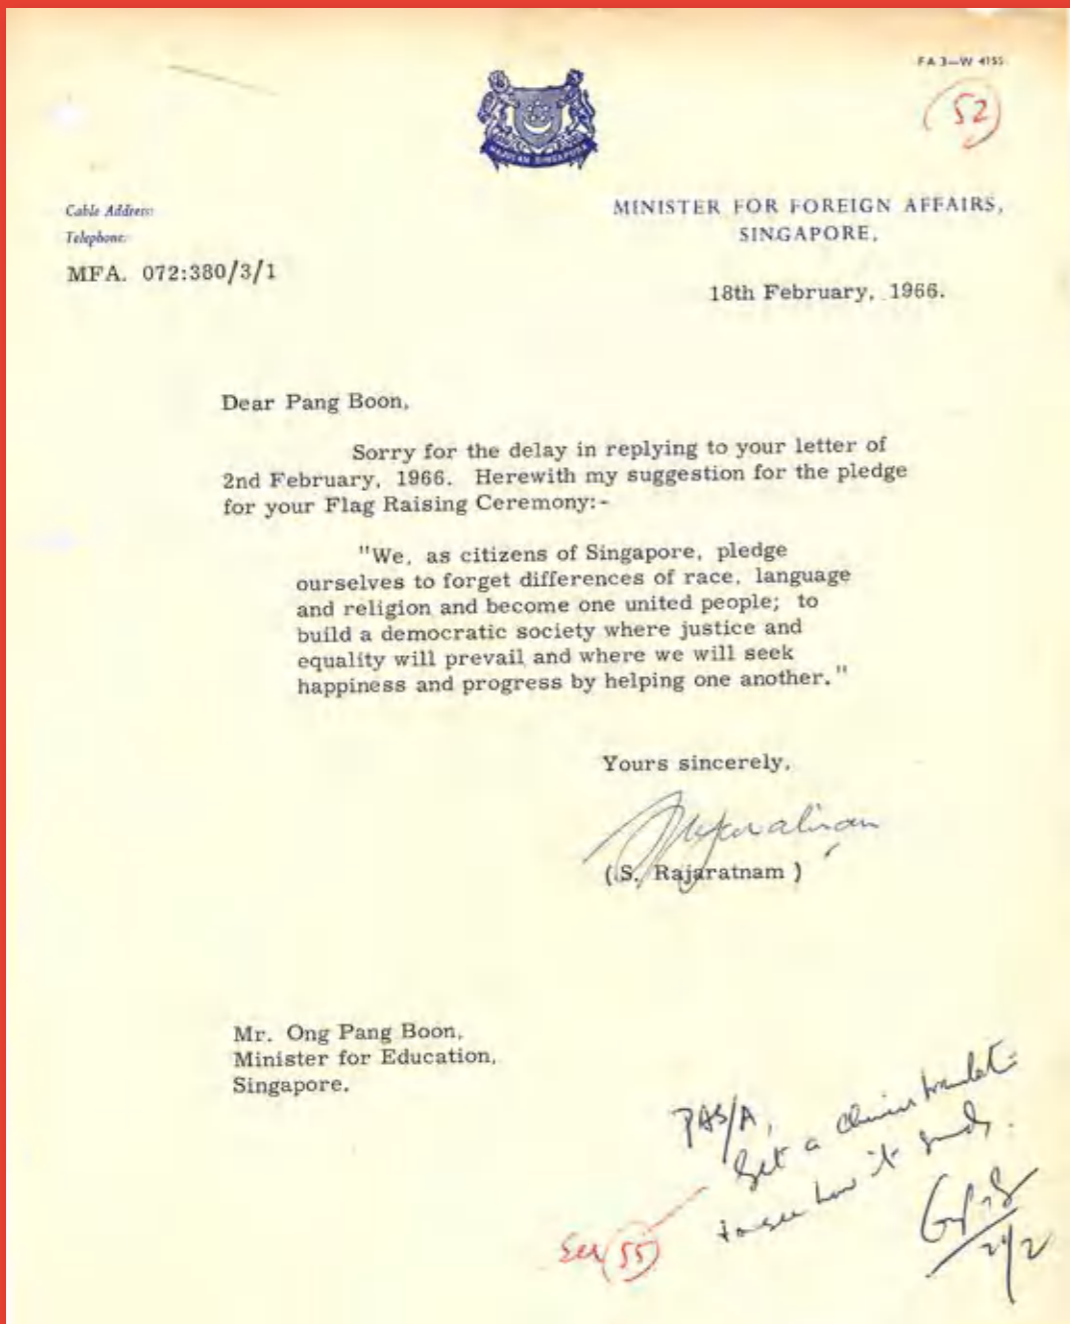 FA 3—W 4155
52
MAJULAH SINGAPURA
Cable Address:
Telephone:
MFA. 072:380/3/1
MINISTER FOR FOREIGN AFFAIRS,
SINGAPORE.
18th February, 1966.
Dear Pang Boon,
Sorry for the delay in replying to your letter of
2nd February, 1966. Herewith my suggestion for the pledge
for your Flag Raising Ceremony:-
"We, as citizens of Singapore, pledge
ourselves to forget differences of race, language
and religion and become one united people; to
build a democratic society where justice and
equality will prevail and where we will seek
happiness and progress by helping one another."
Yours sincerely,
(S. Rajaratnam )
Mr. Ong Pang Boon,
Minister for Education,
Singapore.
PAS/A,
Get a Chinese
to see how it sounds.
See 55